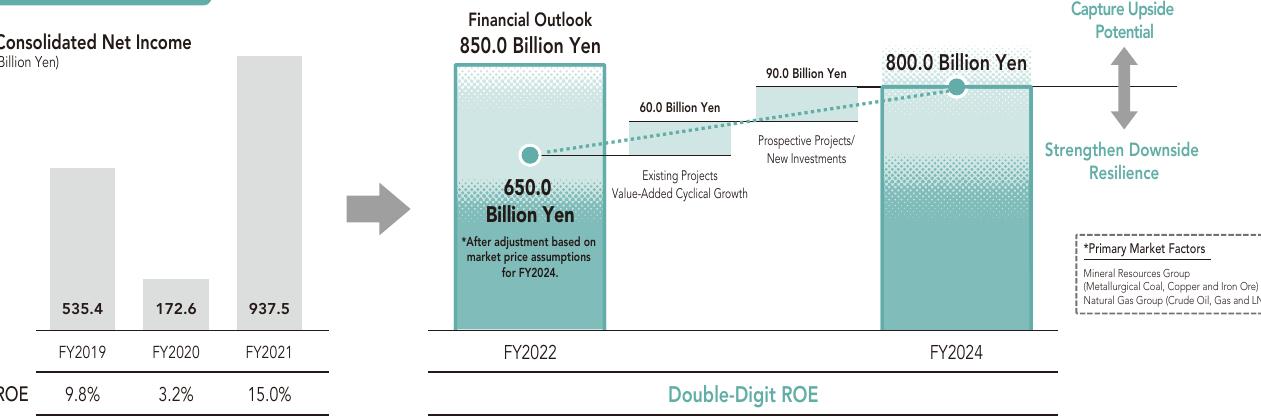 Consolidated Net Income
Billion Yen)
535.4
172.6
937.5
FY2019
FY2020
FY2021
ROE
9.8%
3.2%
15.0%
Financial Outlook
850.0 Billion Yen
650.0
Billion Yen
*After adjustment based on
market price assumptions
for FY2024.
60.0 Billion Yen
Existing Projects
Value-Added Cyclical Growth
90.0 Billion Yen
Prospective Projects/
New Investments
800.0 Billion Yen
FY2022
FY2024
Double-Digit ROE
Capture Upside
Potential
Strengthen Downside
Resilience
*Primary Market Factors
Mineral Resources Group
(Metallurgical Coal, Copper and Iron Ore)
Natural Gas Group (Crude Oil, Gas and LN